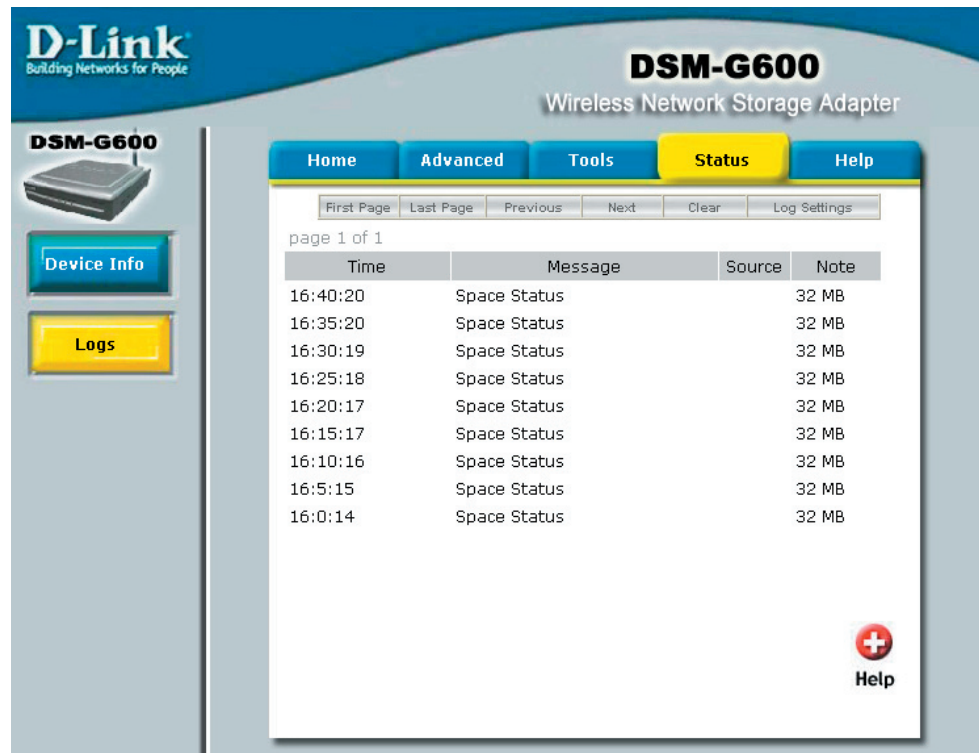 D-Link
Building Networks for People
DSM-G600
Wireless Network Storage Adapter
DSM-G600
Home Advanced Tools Status Help
First Page Last Page Previous Next Clear Log Settings
page 1 of 1
Device Info
Logs
Time Message Source Note
16:40:20 Space Status 32 MB
16:35:20 Space Status 32 MB
16:30:19 Space Status 32 MB
16:25:18 Space Status 32 MB
16:20:17 Space Status 32 MB
16:15:17 Space Status 32 MB
16:10:16 Space Status 32 MB
16:5:15 Space Status 32 MB
16:0:14 Space Status 32 MB
Help